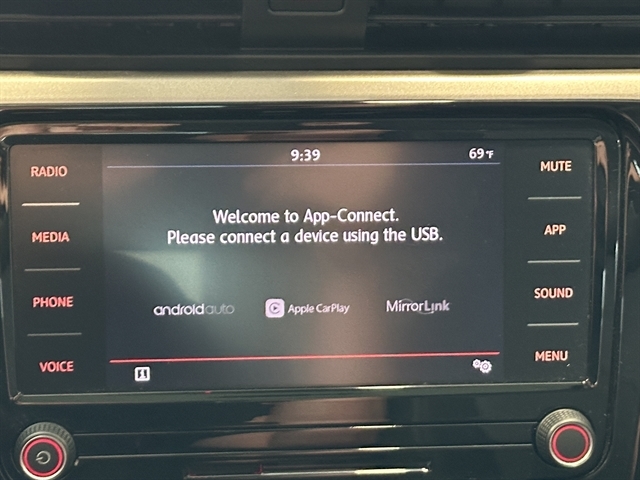 9:39
69°F
RADIO
MUTE
Welcome to App-Connect.
Please connect a device using the USB.
MEDIA
APP
PHONE
SOUND
androidauto
Apple CarPlay
MirrorLink
VOICE
MENU